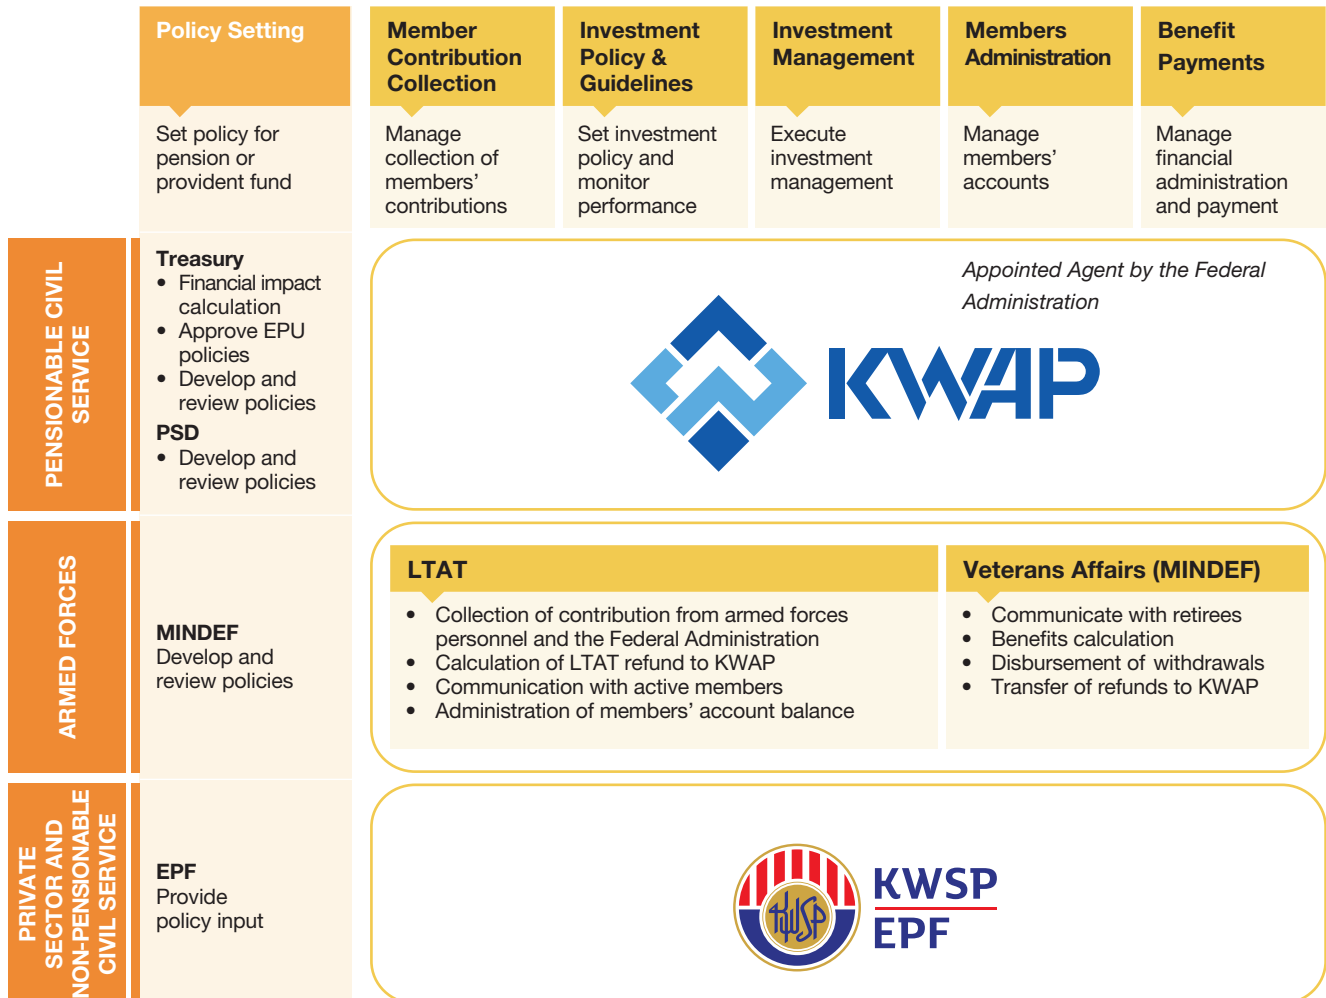 Policy Setting
Member
Contribution
Collection
Investment
Policy &
Guidelines
Investment
Management
Members
Administration
Benefit
Payments
Set policy for
pension or
provident fund
Manage
collection of
members’
contributions
Set investment
policy and
monitor
performance
Execute
investment
management
Manage
members’
accounts
Manage
financial
administration
and payment
PENSIONABLE CIVIL
SERVICE
Treasury
• Financial impact
calculation
• Approve EPU
policies
• Develop and
review policies
PSD
• Develop and
review policies
Appointed Agent by the Federal
Administration
KWAP
ARMED FORCES
MINDEF
Develop and
review policies
LTAT
• Collection of contribution from armed forces
personnel and the Federal Administration
• Calculation of LTAT refund to KWAP
• Communication with active members
• Administration of members’ account balance
Veterans Affairs (MINDEF)
• Communicate with retirees
• Benefits calculation
• Disbursement of withdrawals
• Transfer of refunds to KWAP
PRIVATE
SECTOR AND
NON-PENSIONABLE
CIVIL SERVICE
EPF
Provide
policy input
KWSP
KWSP
EPF